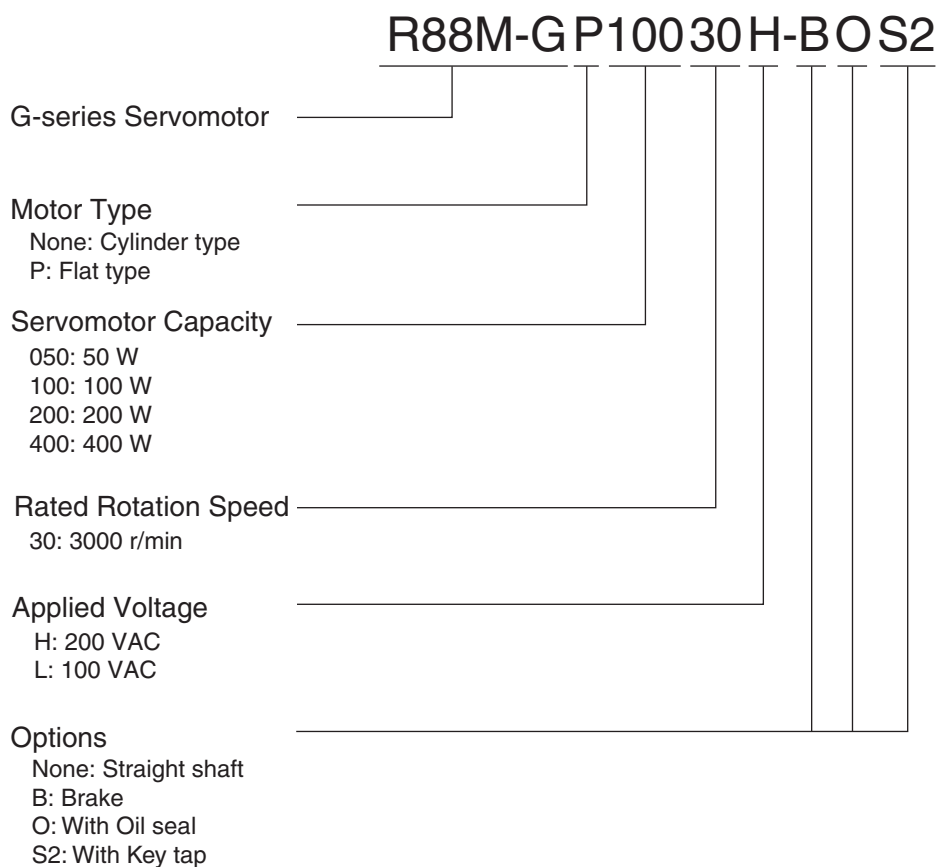 R88M-GP10030H-BOS2
G-series Servomotor
Motor Type
None: Cylinder type
P: Flat type
Servomotor Capacity
050: 50 W
100: 100 W
200: 200 W
400: 400 W
Rated Rotation Speed
30: 3000 r/min
Applied Voltage
H: 200 VAC
L: 100 VAC
Options
None: Straight shaft
B: Brake
O: With Oil seal
S2: With Key tap